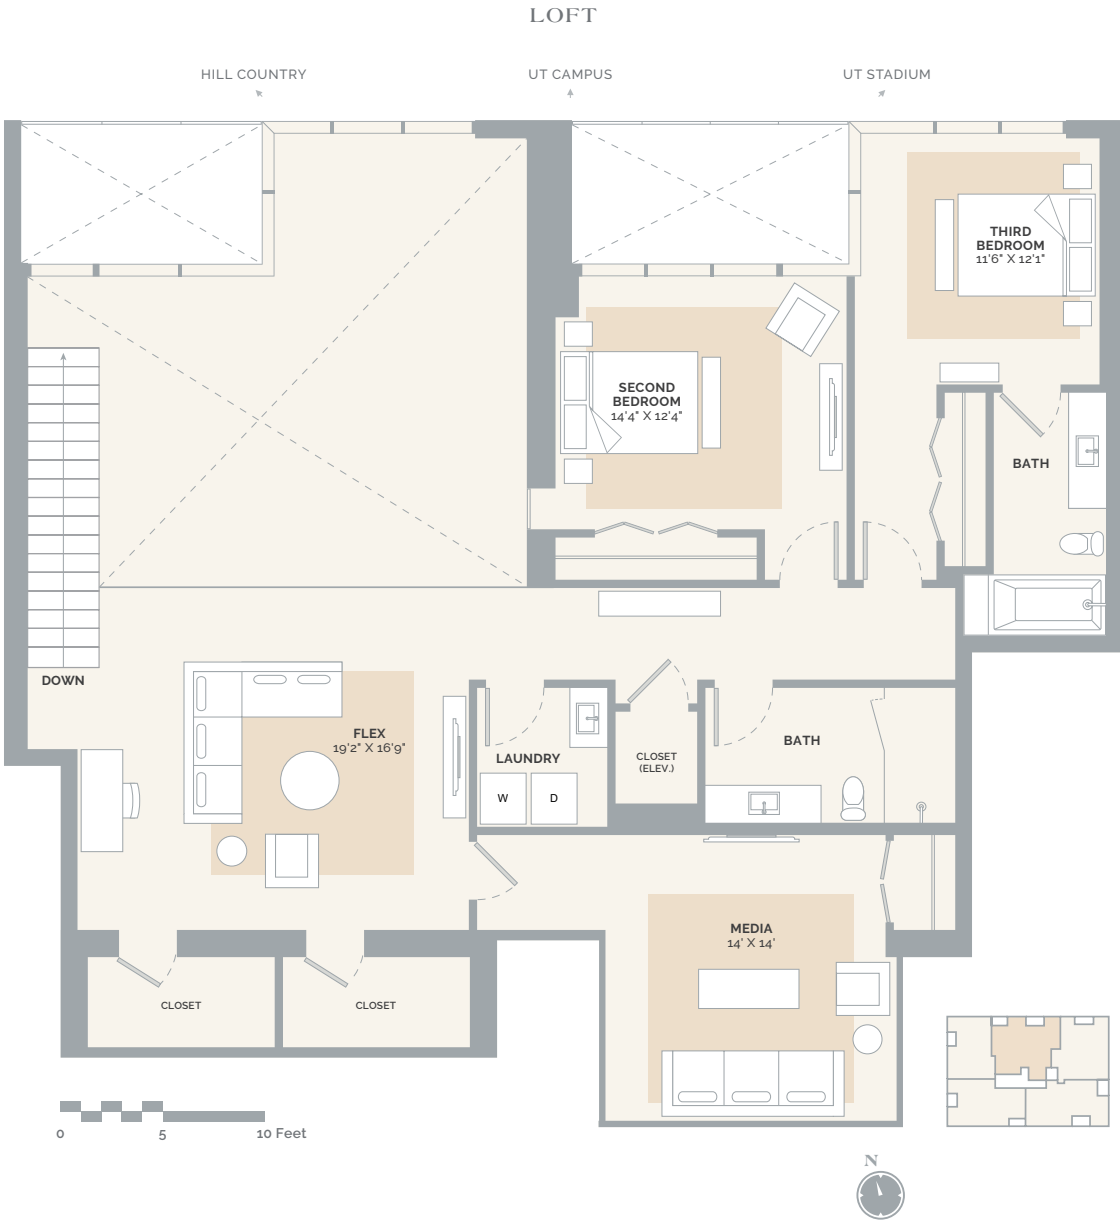 LOFT
HILL COUNTRY
UT CAMPUS
UT STADIUM
THIRD
BEDROOM
11'6" X 12'1"
SECOND
BEDROOM
14'4" X 12'4"
BATH
DOWN
FLEX
19'2" X 16'9"
LAUNDRY
W
D
CLOSET
(ELEV.)
BATH
MEDIA
14' X 14'
CLOSET
CLOSET
0
5
10 Feet
N